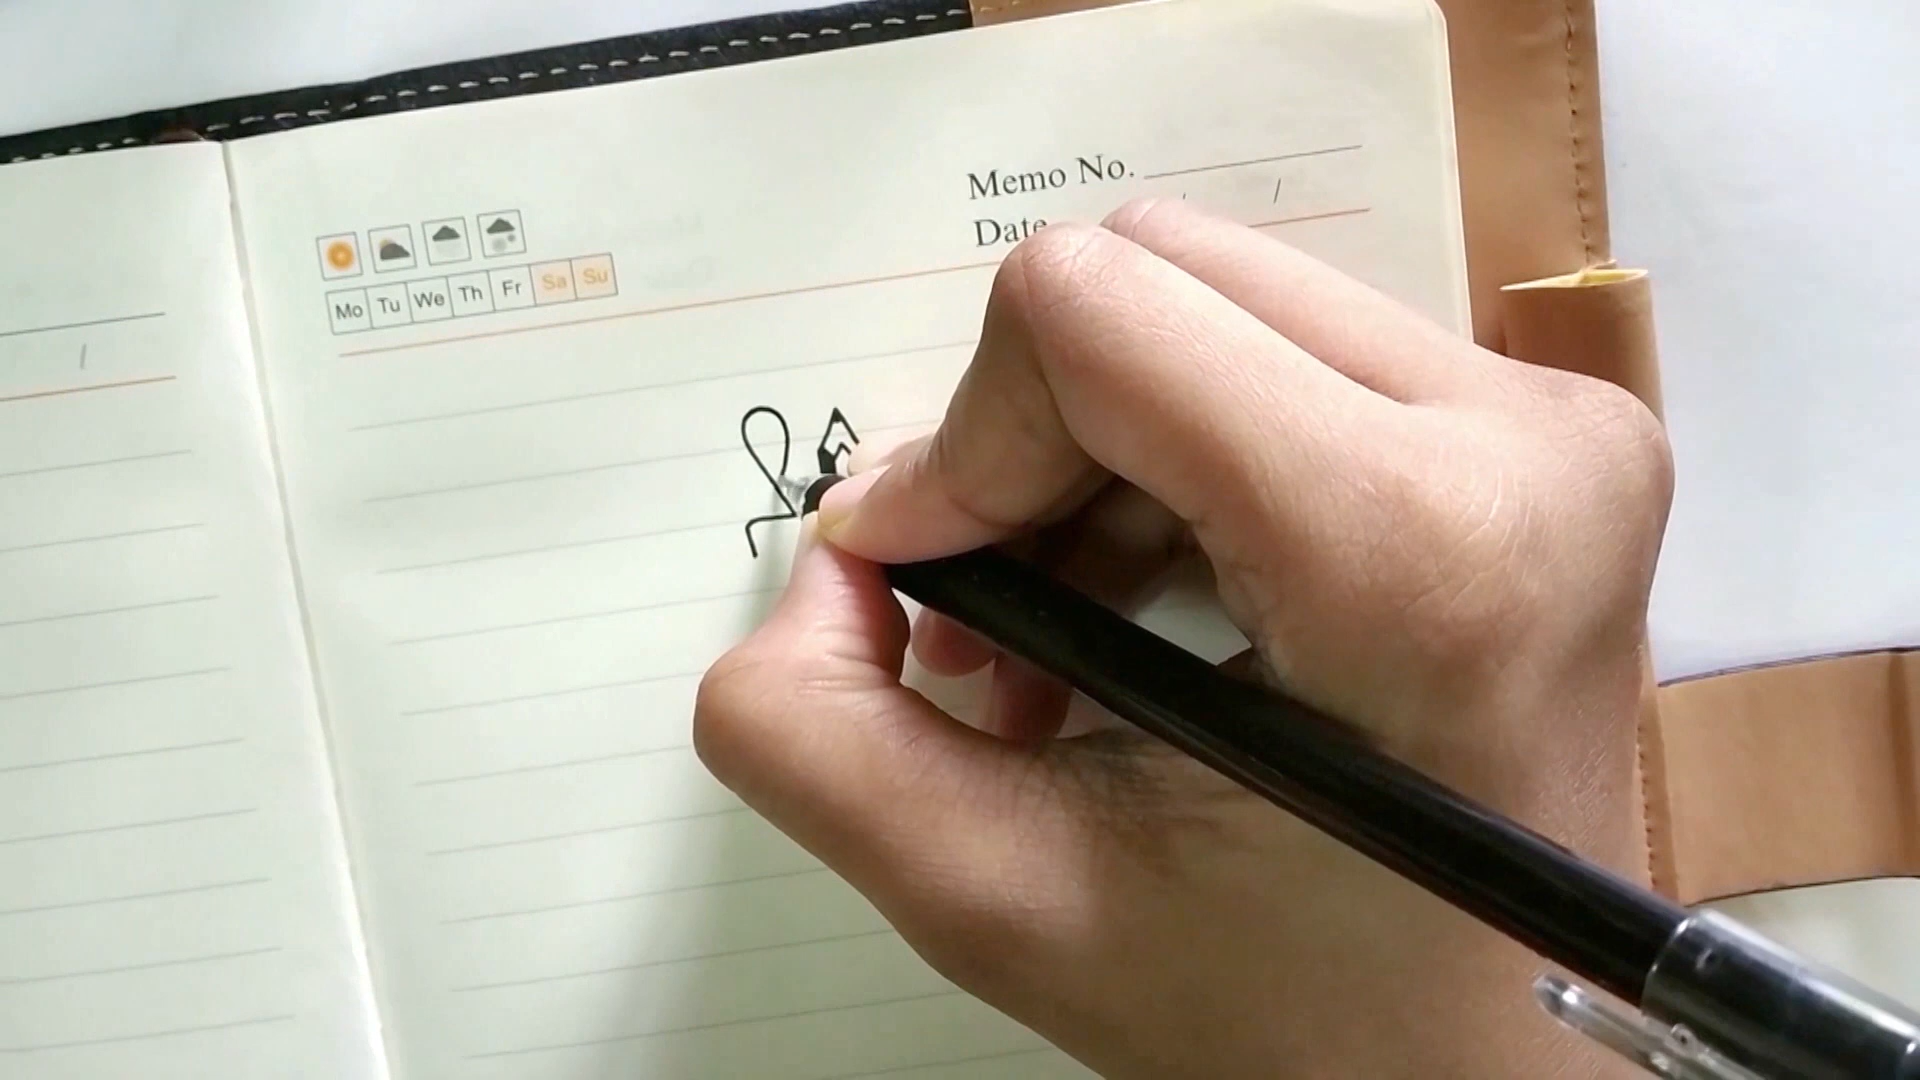 Memo No.
Date / /
Mo Tu We Th Fr Sa Su
/